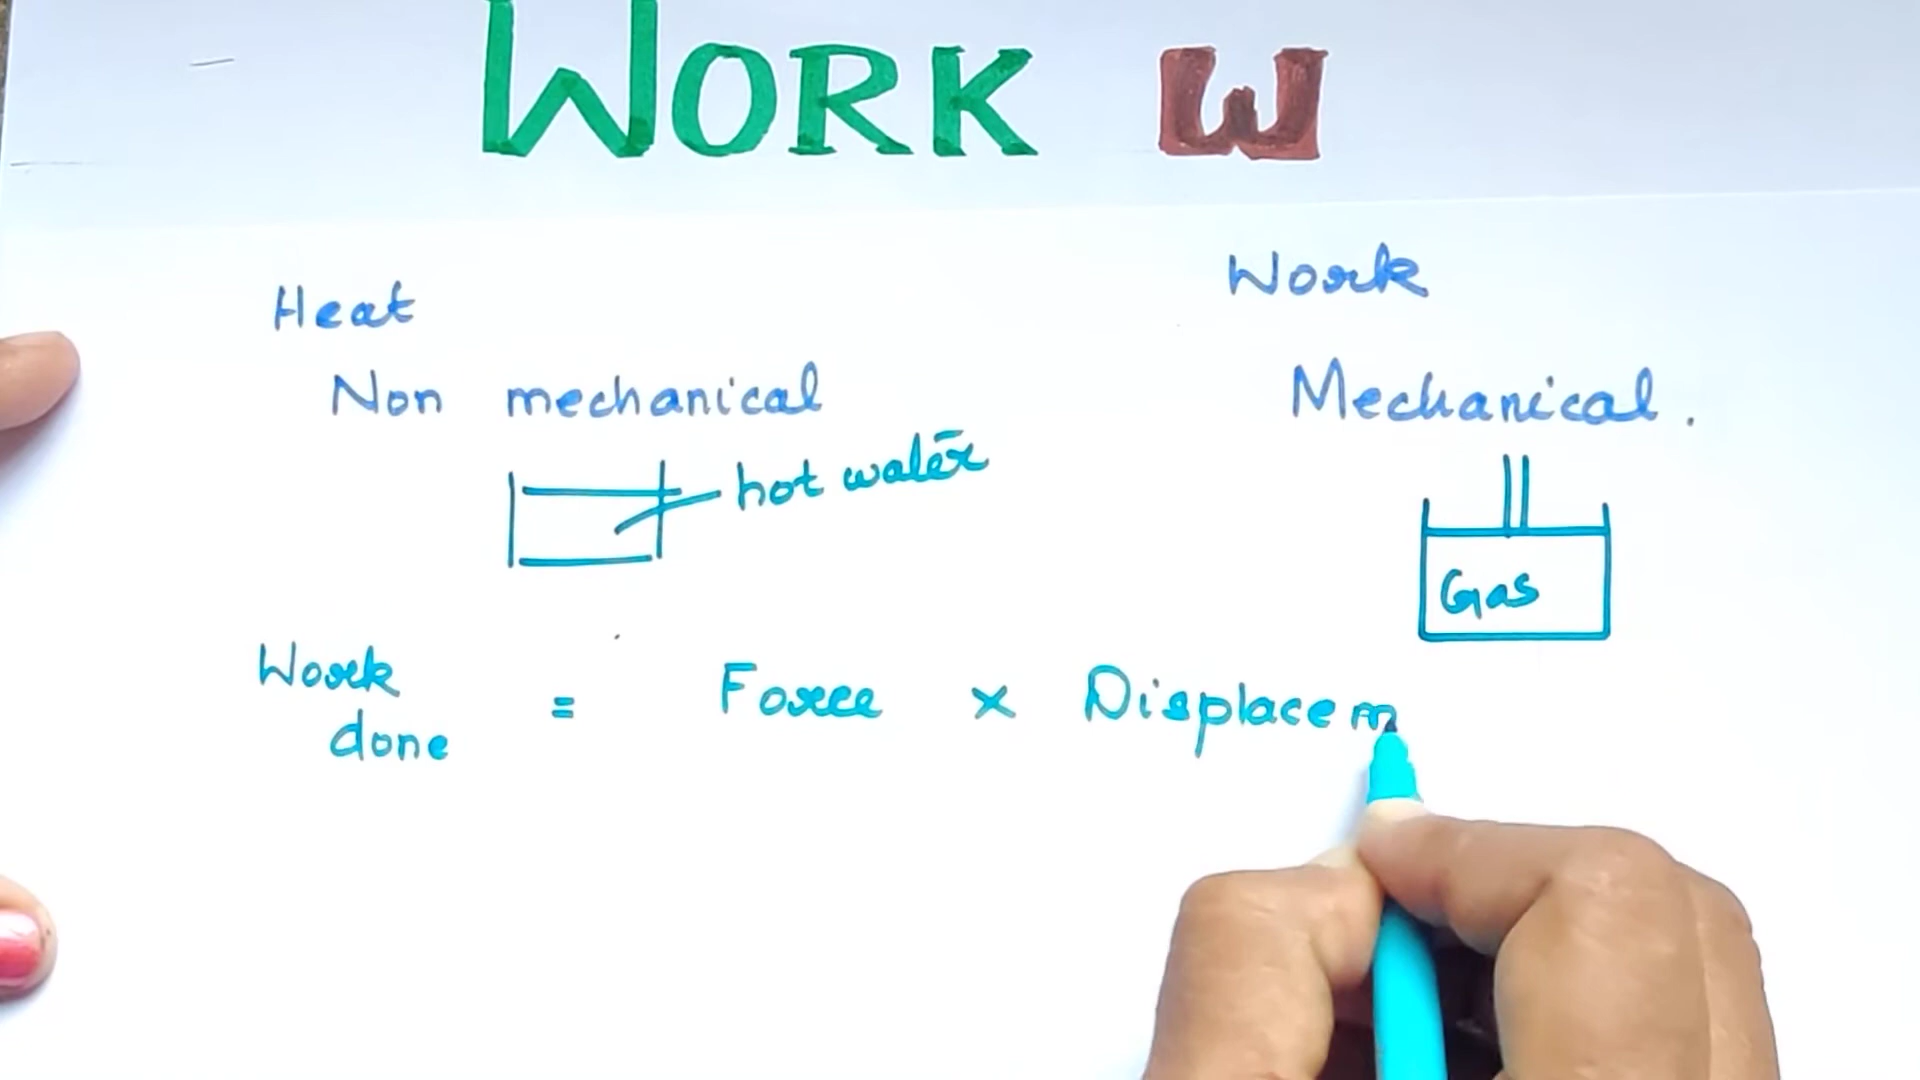 WORK W
Heat
Work
Non mechanical
Mechanical.
hot water
Gas
Work
done
= Force × Displacem